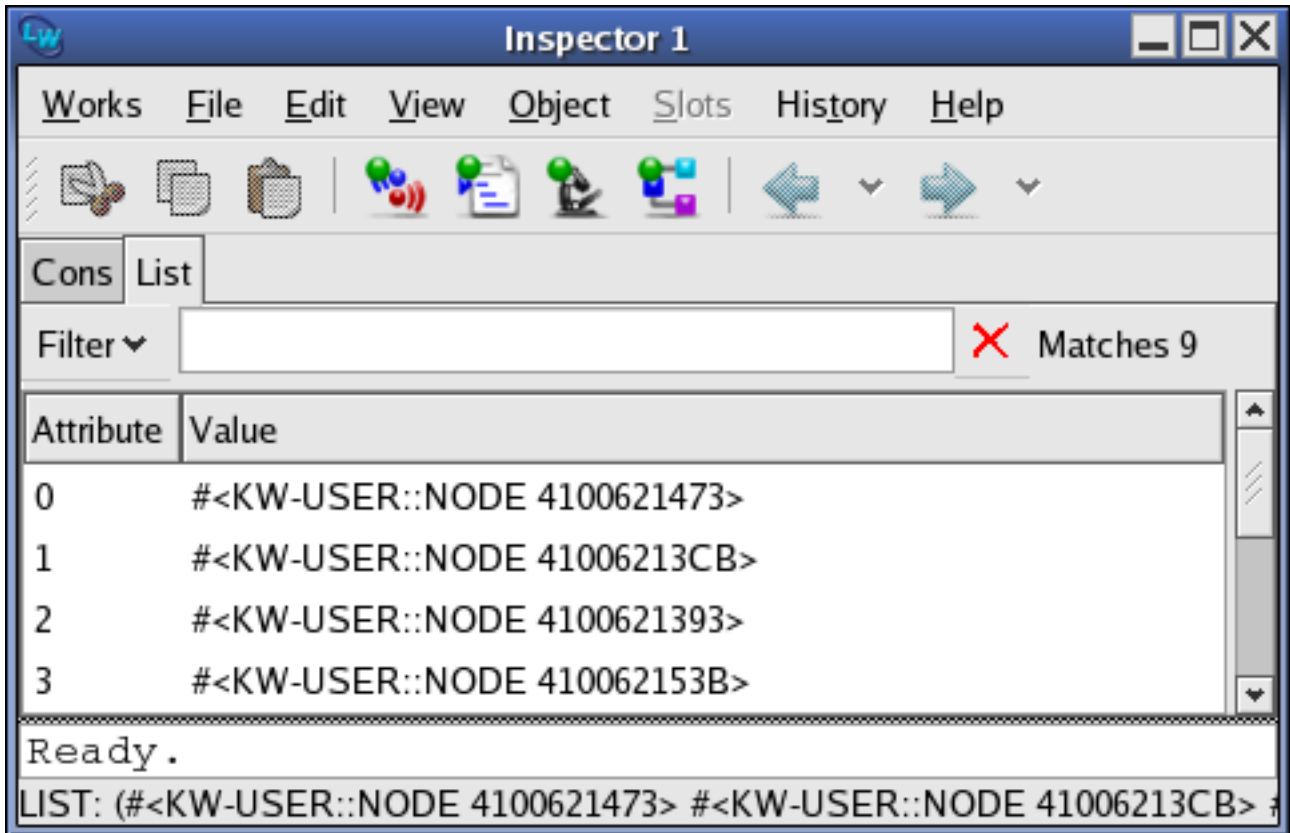 LW Inspector 1
Works File Edit View Object Slots History Help
Cons List
Filter Matches 9
Attribute Value
0 #<KW-USER::NODE 4100621473>
1 #<KW-USER::NODE 41006213CB>
2 #<KW-USER::NODE 4100621393>
3 #<KW-USER::NODE 410062153B>
Ready.
LIST: (#<KW-USER::NODE 4100621473> #<KW-USER::NODE 41006213CB> #